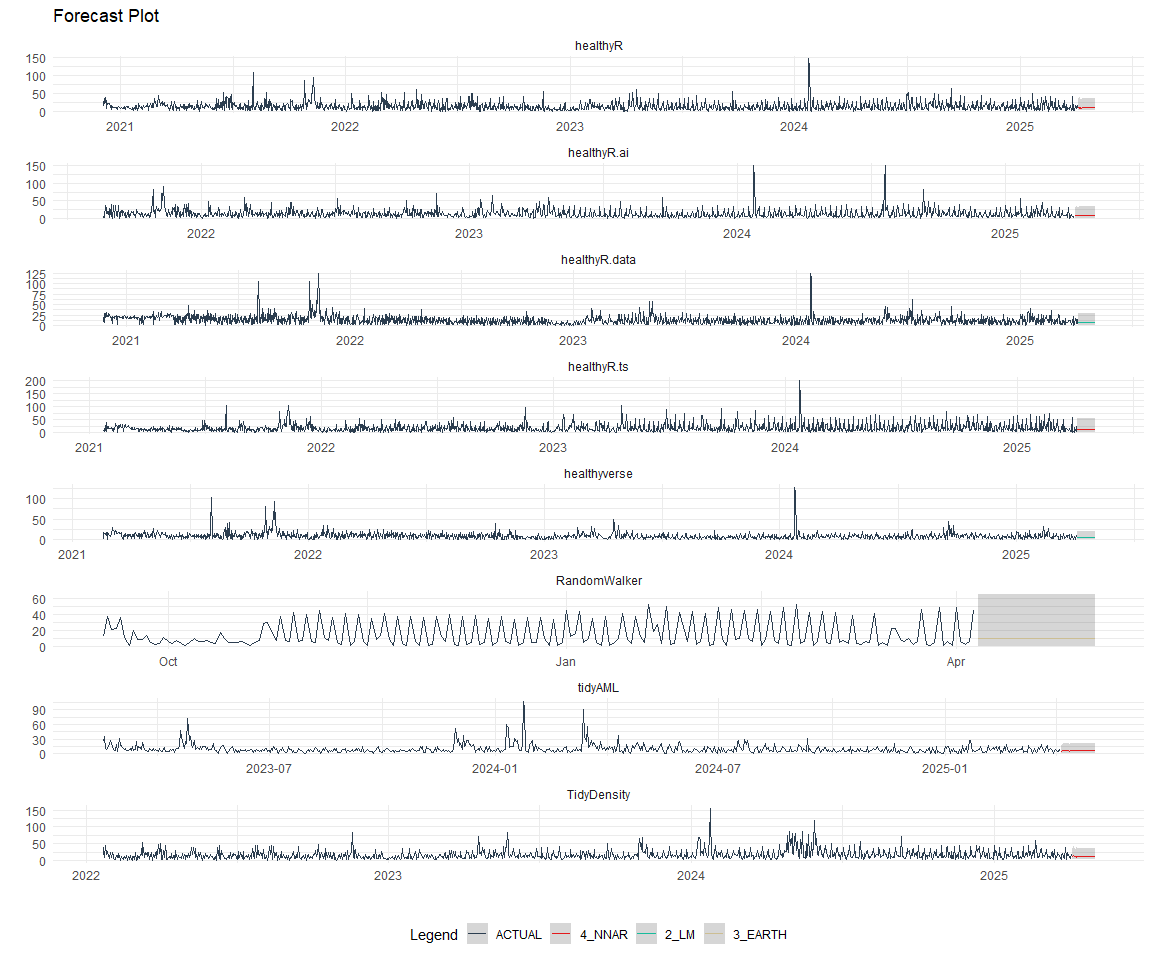 Forecast Plot
healthyR
150
100
50
0
2021 2022 2023 2024 2025
healthyR.ai
150
100
50
0
2022 2023 2024 2025
healthyR.data
125
100
75
50
25
0
2021 2022 2023 2024 2025
healthyR.ts
200
150
100
50
0
2021 2022 2023 2024 2025
healthyverse
100
50
0
2021 2022 2023 2024 2025
RandomWalker
60
40
20
0
Oct Jan Apr
tidyAML
90
60
30
0
2023-07 2024-01 2024-07 2025-01
TidyDensity
150
100
50
0
2022 2023 2024 2025
Legend ACTUAL 4_NNAR 2_LM 3_EARTH